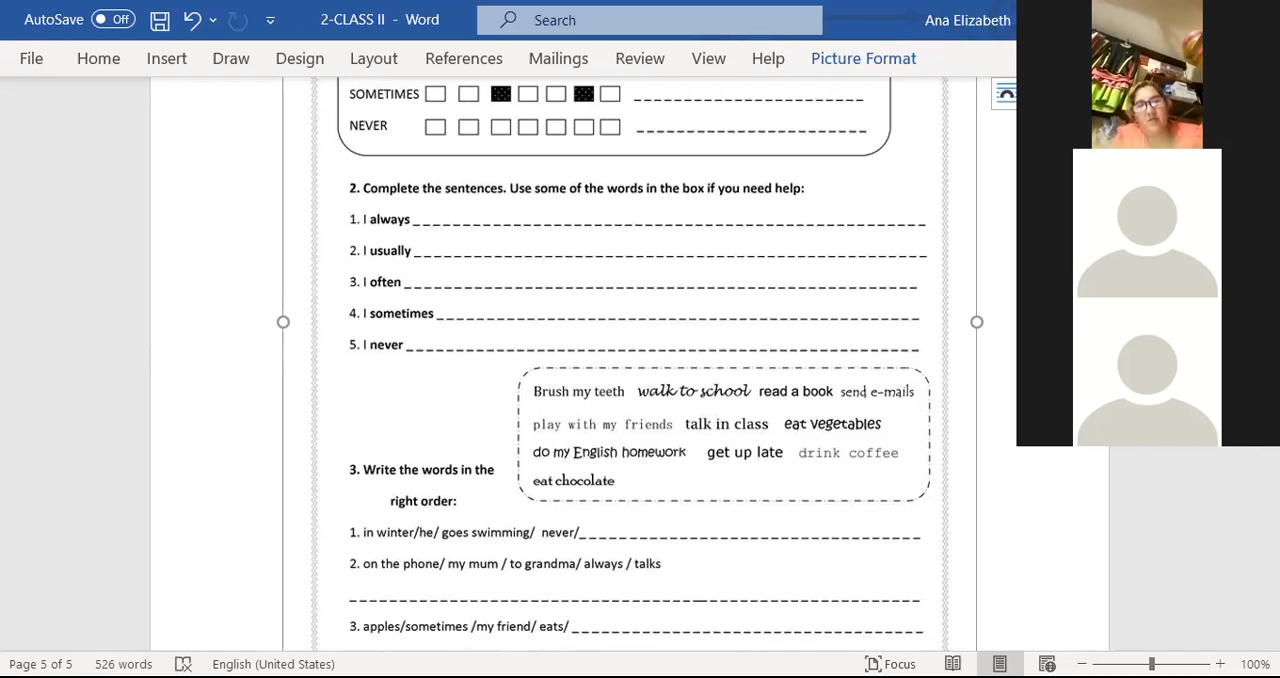 AutoSave Off 2-CLASS II - Word Search Ana Elizabeth
File Home Insert Draw Design Layout References Mailings Review View Help Picture Format
SOMETIMES
NEVER
2. Complete the sentences. Use some of the words in the box if you need help:
1. I always
2. I usually
3. I often
4. I sometimes
5. I never
Brush my teeth walk to school read a book send e-mails
play with my friends talk in class eat vegetables
do my English homework get up late drink coffee
eat chocolate
3. Write the words in the
right order:
1. in winter/he/ goes swimming/ never/
2. on the phone/ my mum / to grandma/ always / talks
3. apples/sometimes /my friend/ eats/
Page 5 of 5 526 words English (United States) Focus 100%